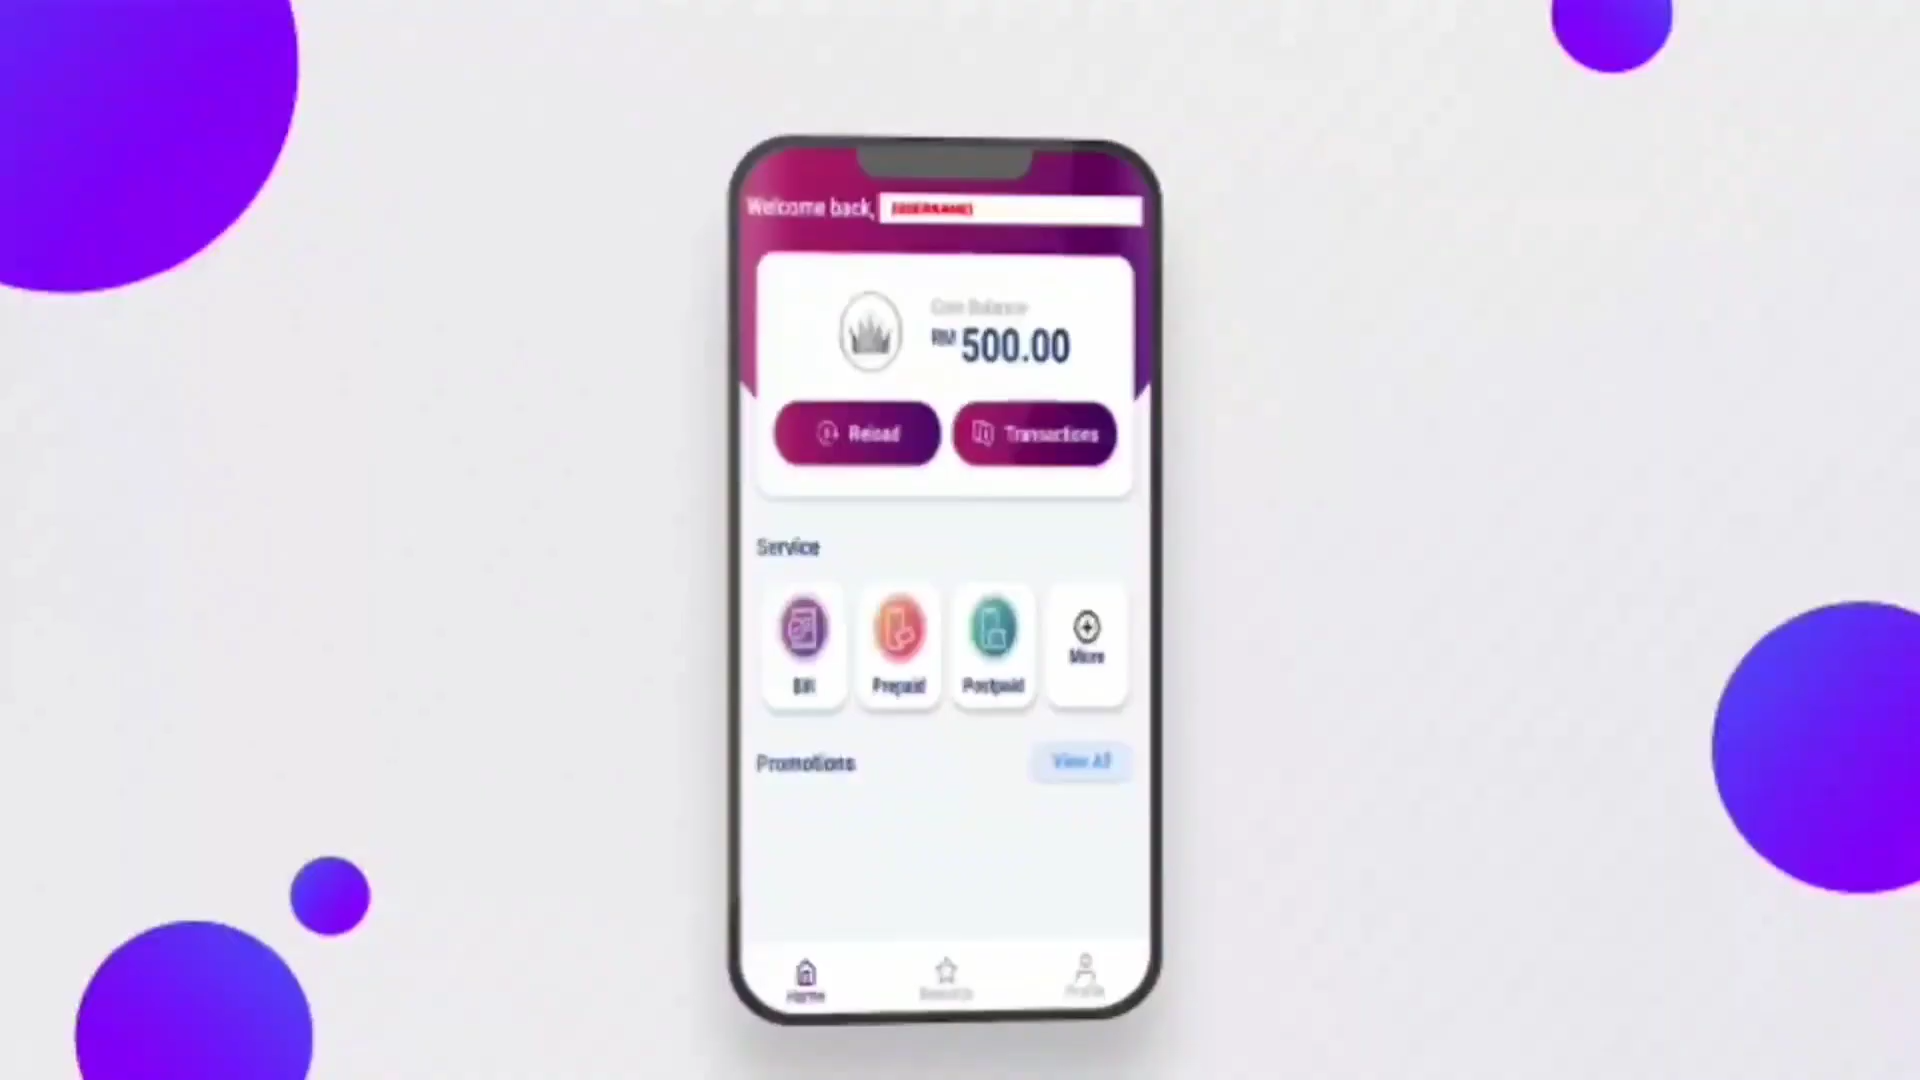 Welcome back,
Coin Balance
RM 500.00
Reload
Transactions
Service
Bill
Prepaid
Postpaid
More
Promotions
View All
Home
Rewards
Profile